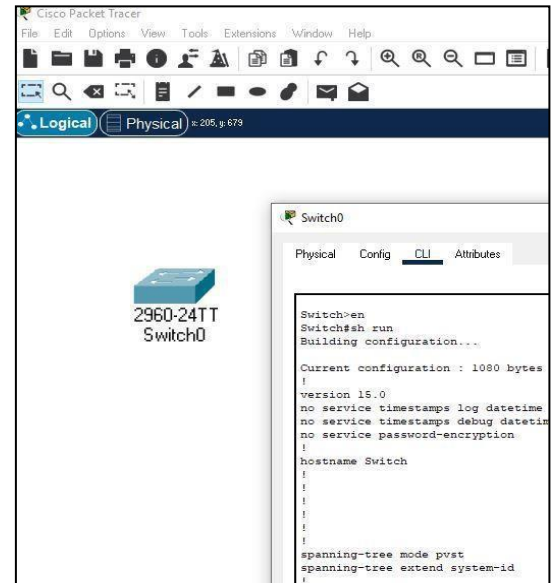 Cisco Packet Tracer
File Edit Options View Tools Extensions Window Help
Logical Physical x: 205, y: 679
Switch0
Physical Config CLI Attributes
2960-24TT
Switch0
Switch>en
Switch#sh run
Building configuration...
Current configuration : 1080 bytes
!
version 15.0
no service timestamps log datetime
no service timestamps debug datetim
no service password-encryption
!
hostname Switch
!
!
!
!
!
!
spanning-tree mode pvst
spanning-tree extend system-id
!